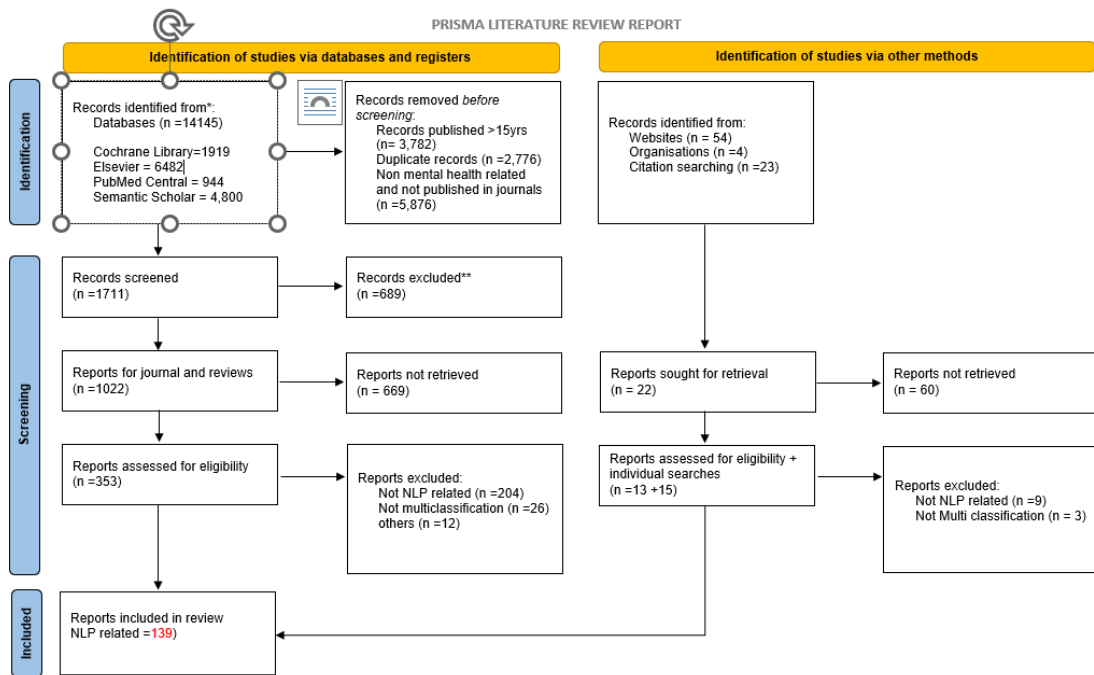 PRISMA LITERATURE REVIEW REPORT
Identification of studies via databases and registers
Identification of studies via other methods
Identification
Records identified from*:
Databases (n =14145)
Cochrane Library=1919
Elsevier = 6482
PubMed Central = 944
Semantic Scholar = 4,800
Records removed before
screening:
Records published >15yrs
(n= 3,782)
Duplicate records (n =2,776)
Non mental health related
and not published in journals
(n =5,876)
Records identified from:
Websites (n = 54)
Organisations (n =4)
Citation searching (n =23)
Screening
Records screened
(n =1711)
Records excluded**
(n =689)
Reports for journal and reviews
(n =1022)
Reports not retrieved
(n = 669)
Reports sought for retrieval
(n = 22)
Reports not retrieved
(n = 60)
Reports assessed for eligibility
(n =353)
Reports excluded:
Not NLP related (n =204)
Not multiclassification (n =26)
others (n =12)
Reports assessed for eligibility +
individual searches
(n =13 +15)
Reports excluded:
Not NLP related (n =9)
Not Multi classification (n = 3)
Included
Reports included in review
NLP related =139)